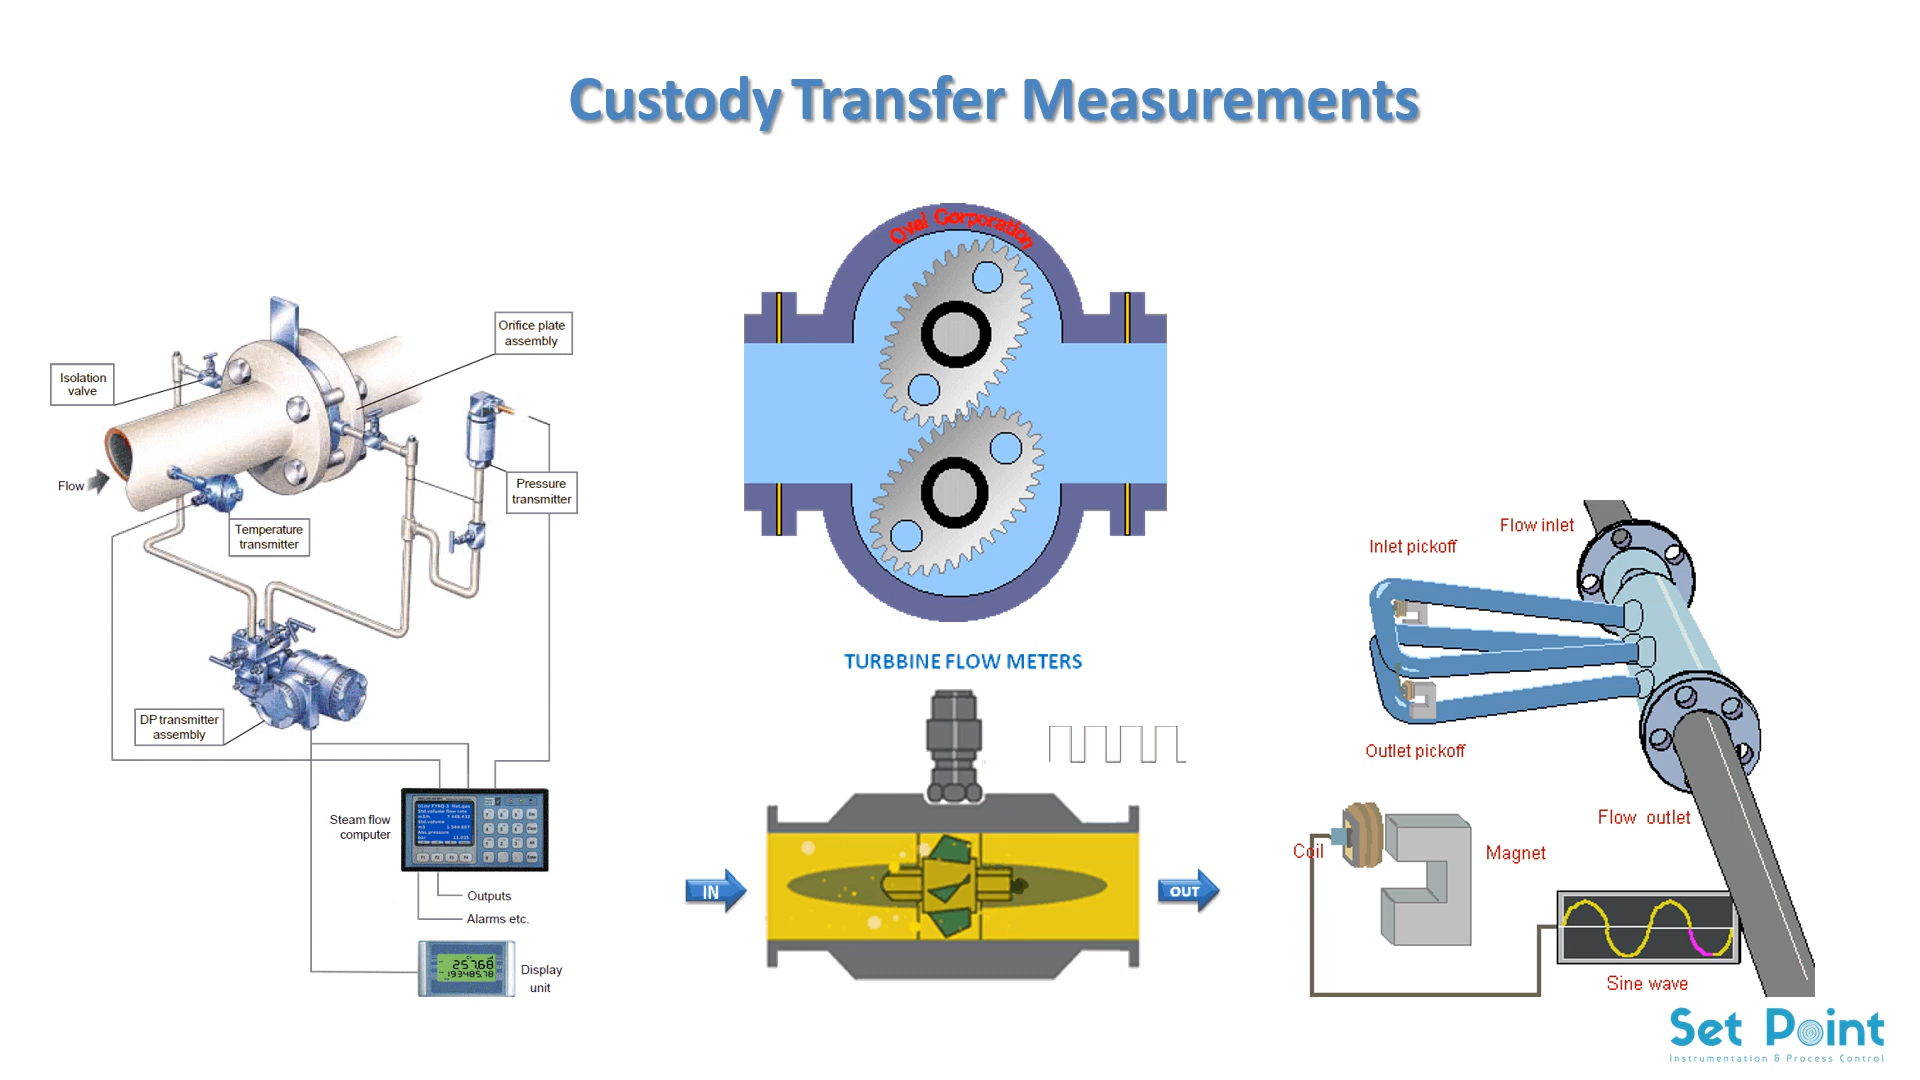 Custody Transfer Measurements
Orifice plate
assembly
Isolation
valve
Flow
Pressure
transmitter
Temperature
transmitter
DP transmitter
assembly
Steam flow
computer
Outputs
Alarms etc.
257.68
Display
unit
Oval Corporation
TURBBINE FLOW METERS
IN
OUT
Flow inlet
Inlet pickoff
Outlet pickoff
Flow outlet
Coil
Magnet
Sine wave
Set Point
Instrumentation & Process Control